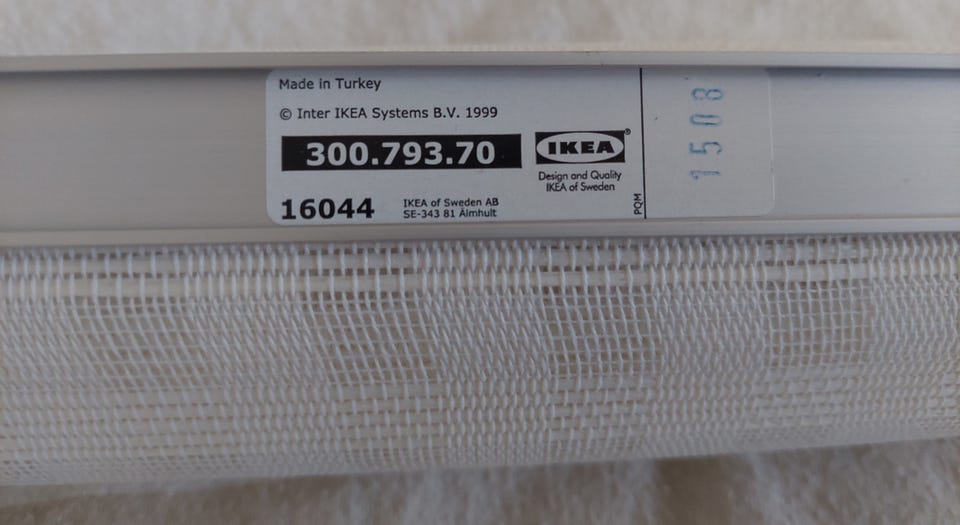 Made in Turkey
© Inter IKEA Systems B.V. 1999
300.793.70
IKEA®
Design and Quality
IKEA of Sweden
16044
IKEA of Sweden AB
SE-343 81 Älmhult
PQM
1508